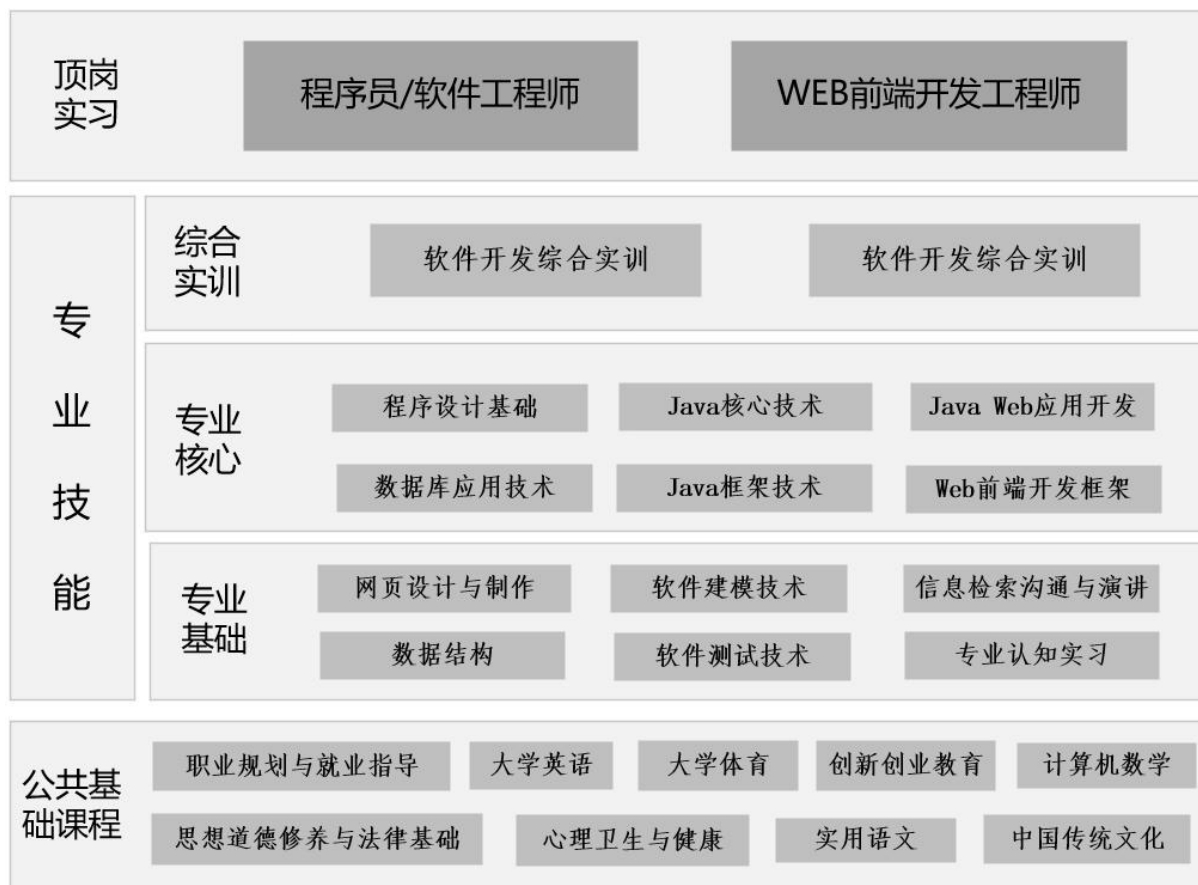 顶岗
实习
程序员/软件工程师
WEB前端开发工程师
专
业
技
能
综合
实训
软件开发综合实训
软件开发综合实训
专业
核心
程序设计基础
Java核心技术
Java Web应用开发
数据库应用技术
Java框架技术
Web前端开发框架
专业
基础
网页设计与制作
软件建模技术
信息检索沟通与演讲
数据结构
软件测试技术
专业认知实习
公共基
础课程
职业规划与就业指导
大学英语
大学体育
创新创业教育
计算机数学
思想道德修养与法律基础
心理卫生与健康
实用语文
中国传统文化